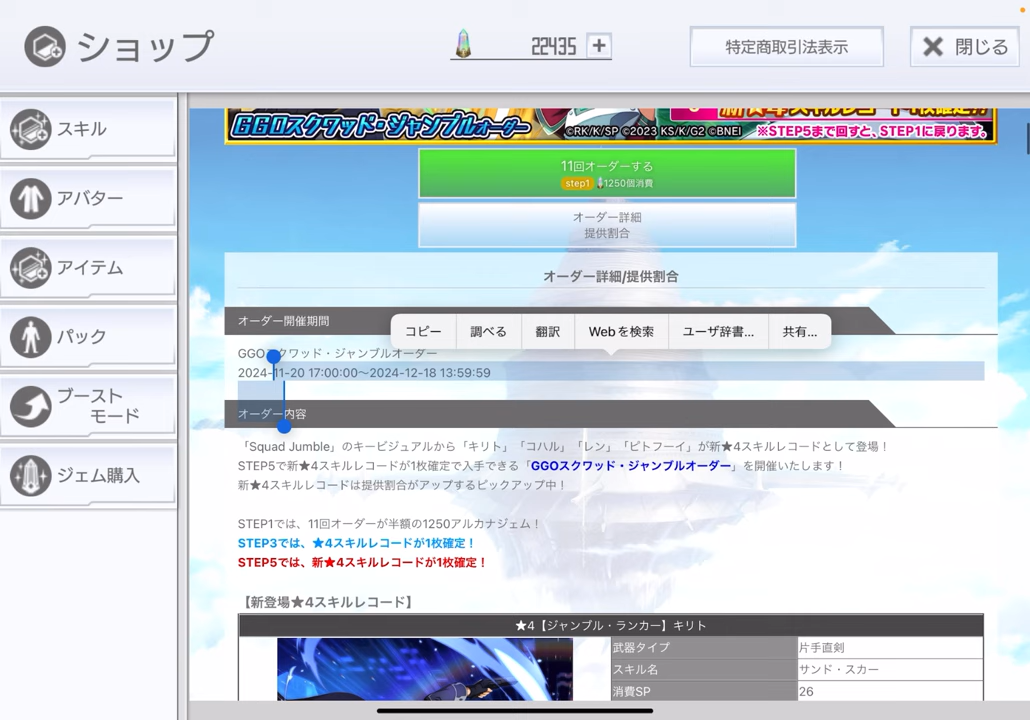 ショップ
22435
特定商取引法表示
閉じる
スキル
アバター
アイテム
パック
ブースト
モード
ジェム購入
GGOスクワッド・ジャンブルオーダー
©RK/K/SP ©2023 KS/K/G2 ©BNEI
※STEP5まで回すと、STEP1に戻ります。
11回オーダーする
step1 1250個消費
オーダー詳細
提供割合
オーダー詳細/提供割合
オーダー開催期間
コピー
調べる
翻訳
Webを検索
ユーザ辞書...
共有...
GGO クワッド・ジャンブルオーダー
2024-11-20 17:00:00～2024-12-18 13:59:59
オーダー内容
「Squad Jumble」のキービジュアルから「キリト」「コハル」「レン」「ピトフーイ」が新★4スキルレコードとして登場！
STEP5で新★4スキルレコードが1枚確定で入手できる「GGOスクワッド・ジャンブルオーダー」を開催いたします！
新★4スキルレコードは提供割合がアップするピックアップ中！
STEP1では、11回オーダーが半額の1250アルカナジェム！
STEP3では、★4スキルレコードが1枚確定！
STEP5では、新★4スキルレコードが1枚確定！
【新登場★4スキルレコード】
★4【ジャンブル・ランカー】キリト
武器タイプ 片手直剣
スキル名 サンド・スカー
消費SP 26